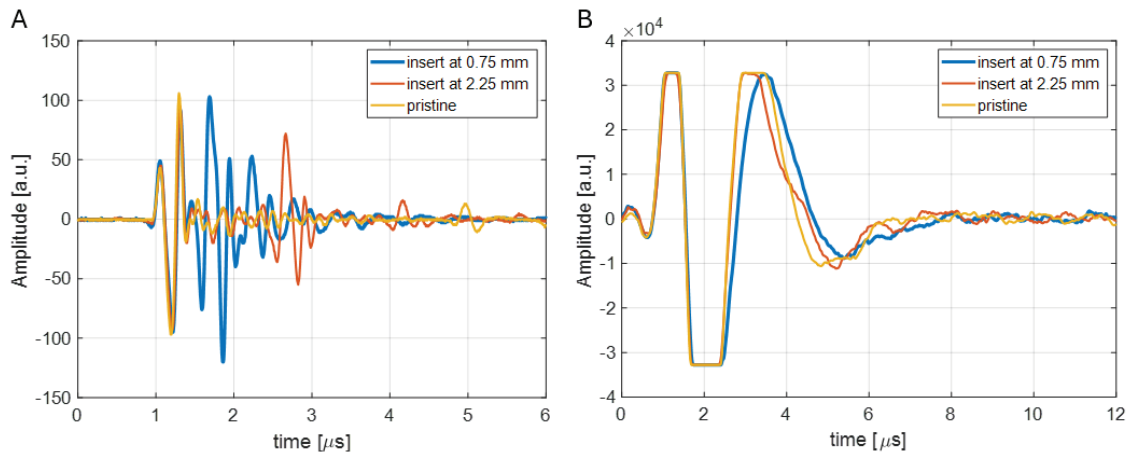 A
150
100
50
0
-50
-100
-150
Amplitude [a.u.]
insert at 0.75 mm
insert at 2.25 mm
pristine
0 1 2 3 4 5 6
time [μs]
B
×10⁴
4
3
2
1
0
-1
-2
-3
-4
Amplitude [a.u.]
insert at 0.75 mm
insert at 2.25 mm
pristine
0 2 4 6 8 10 12
time [μs]